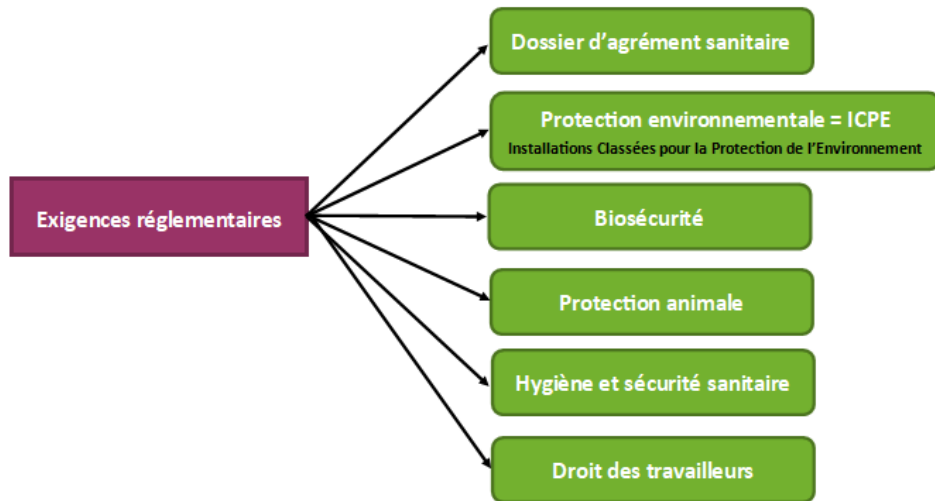 Dossier d'agrément sanitaire
Protection environnementale = ICPE
Installations Classées pour la Protection de l'Environnement
Exigences réglementaires
Biosécurité
Protection animale
Hygiène et sécurité sanitaire
Droit des travailleurs